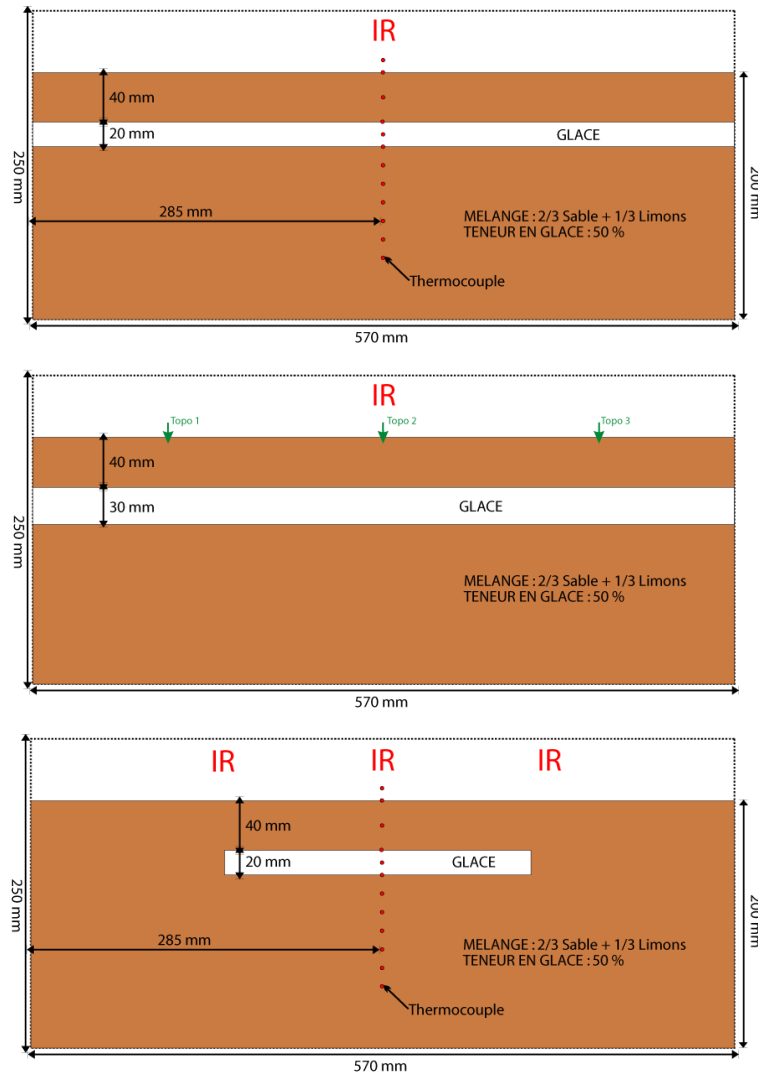 IR
40 mm
20 mm
GLACE
250 mm
200 mm
285 mm
MELANGE : 2/3 Sable + 1/3 Limons
TENEUR EN GLACE : 50 %
Thermocouple
570 mm
IR
Topo 1
Topo 2
Topo 3
40 mm
30 mm
GLACE
250 mm
MELANGE : 2/3 Sable + 1/3 Limons
TENEUR EN GLACE : 50 %
570 mm
IR
IR
IR
40 mm
20 mm
GLACE
250 mm
200 mm
285 mm
MELANGE : 2/3 Sable + 1/3 Limons
TENEUR EN GLACE : 50 %
Thermocouple
570 mm